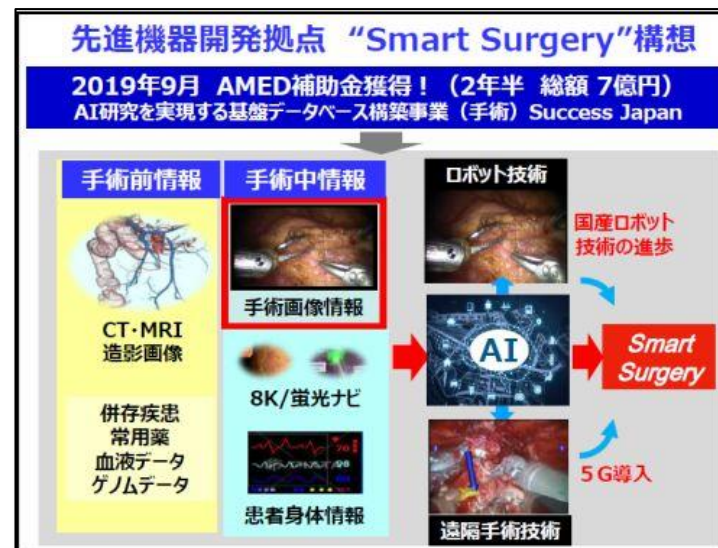 先進機器開発拠点 “Smart Surgery”構想
2019年9月 AMED補助金獲得！（2年半 総額 7億円）
AI研究を実現する基盤データベース構築事業（手術）Success Japan
手術前情報
CT・MRI
造影画像
併存疾患
常用薬
血液データ
ゲノムデータ
手術中情報
手術画像情報
8K/蛍光ナビ
患者身体情報
ロボット技術
AI
遠隔手術技術
国産ロボット
技術の進歩
Smart
Surgery
5G導入